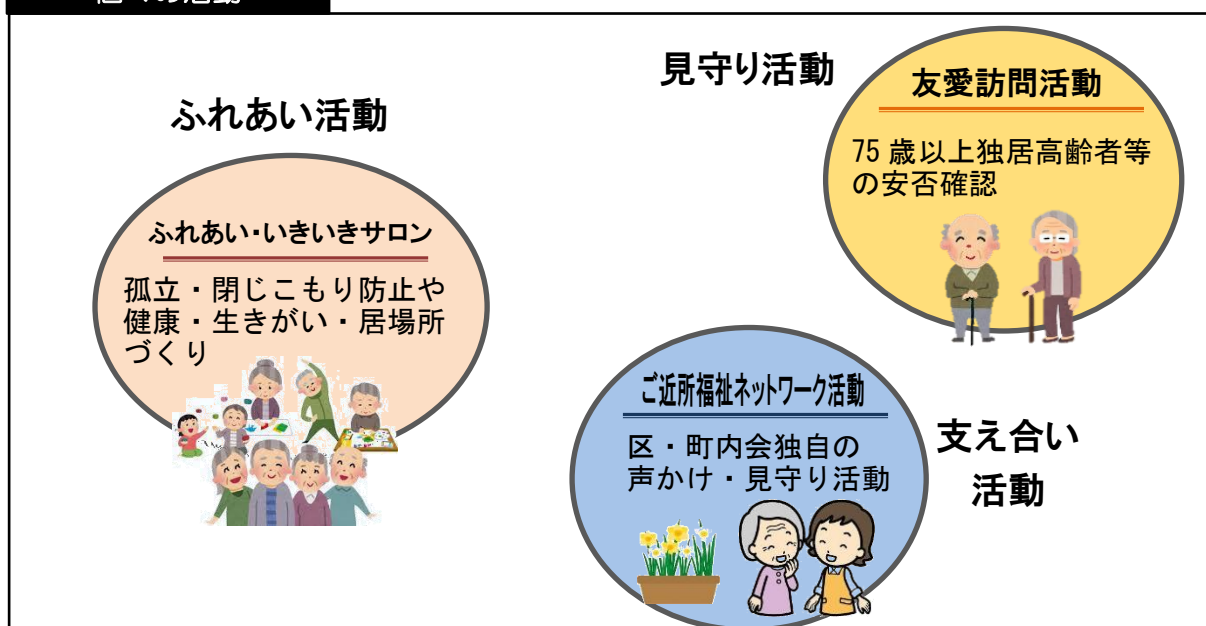 ふれあい活動
ふれあい・いきいきサロン
孤立・閉じこもり防止や
健康・生きがい・居場所
づくり
見守り活動
友愛訪問活動
75歳以上独居高齢者等
の安否確認
ご近所福祉ネットワーク活動
区・町内会独自の
声かけ・見守り活動
支え合い
活動